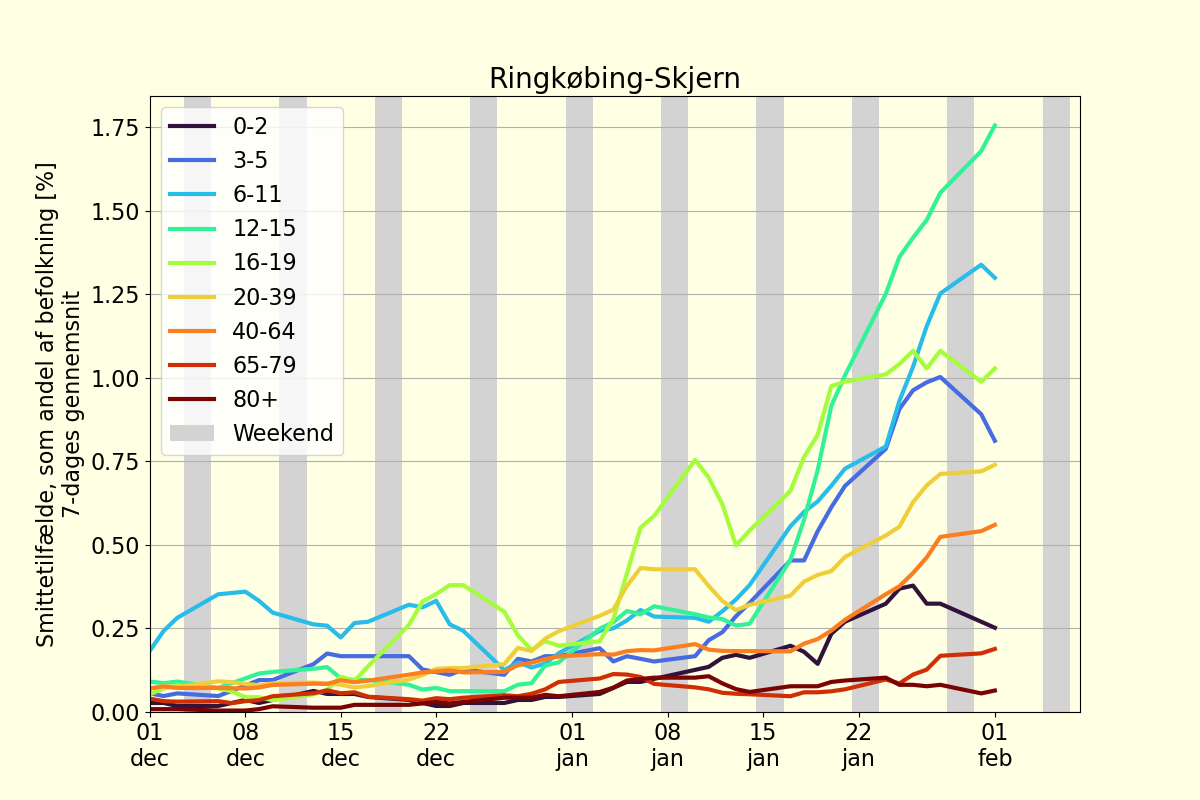 Ringkøbing-Skjern
Smittetilfælde, som andel af befolkning [%]
7-dages gennemsnit
1.75
1.50
1.25
1.00
0.75
0.50
0.25
0.00
0-2
3-5
6-11
12-15
16-19
20-39
40-64
65-79
80+
Weekend
01 08 15 22 01 08 15 22 01
dec dec dec dec jan jan jan jan feb